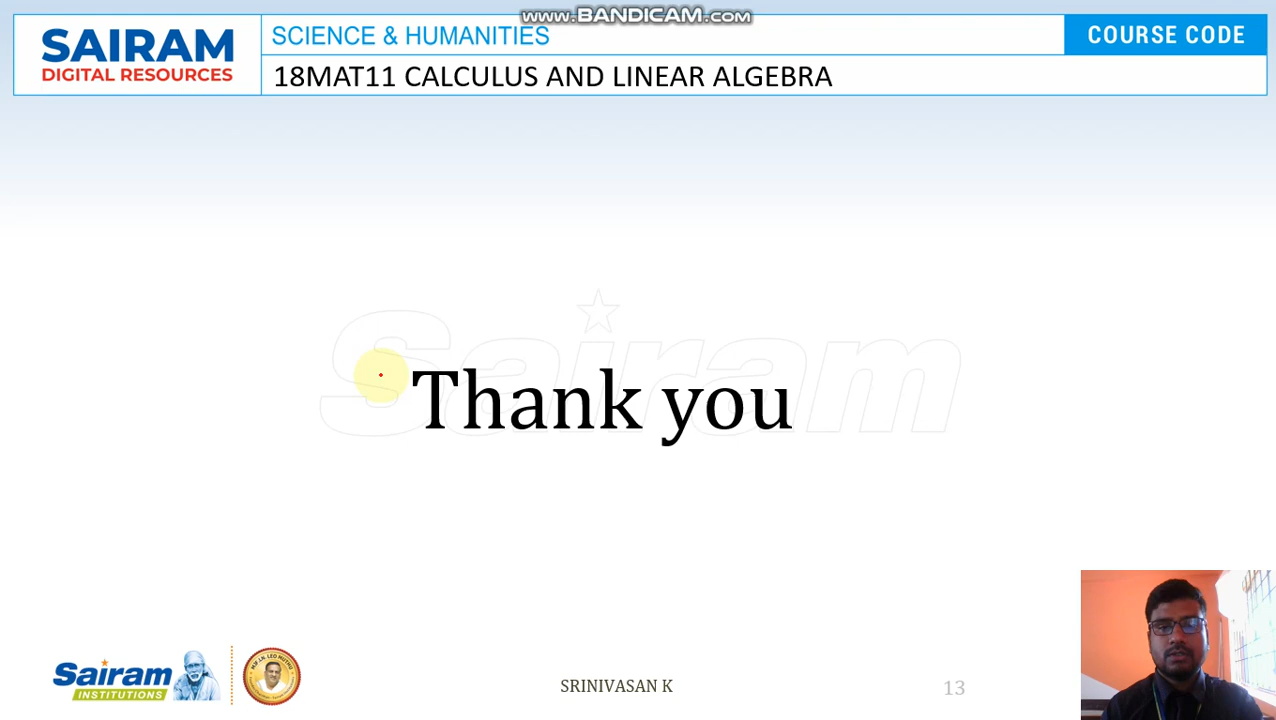 www.BANDICAM.com
SAIRAM
DIGITAL RESOURCES
SCIENCE & HUMANITIES
COURSE CODE
18MAT11 CALCULUS AND LINEAR ALGEBRA
Sairam
Thank you
Sairam
INSTITUTIONS
SRINIVASAN K
13